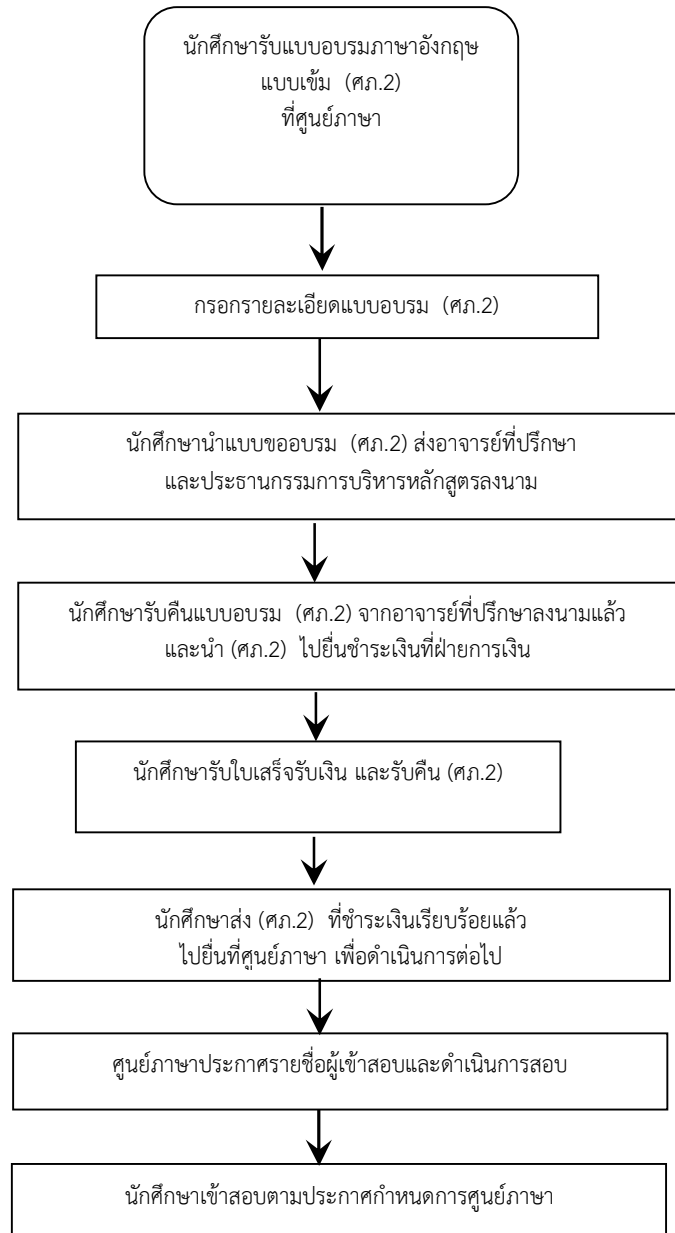 นักศึกษารับแบบอบรมภาษาอังกฤษ
แบบเข้ม (ศภ.2)
ที่ศูนย์ภาษา
กรอกรายละเอียดแบบอบรม (ศภ.2)
นักศึกษานำแบบขออบรม (ศภ.2) ส่งอาจารย์ที่ปรึกษา
และประธานกรรมการบริหารหลักสูตรลงนาม
นักศึกษารับคืนแบบอบรม (ศภ.2) จากอาจารย์ที่ปรึกษาลงนามแล้ว
และนำ (ศภ.2) ไปยื่นชำระเงินที่ฝ่ายการเงิน
นักศึกษารับใบเสร็จรับเงิน และรับคืน (ศภ.2)
นักศึกษาส่ง (ศภ.2) ที่ชำระเงินเรียบร้อยแล้ว
ไปยื่นที่ศูนย์ภาษา เพื่อดำเนินการต่อไป
ศูนย์ภาษาประกาศรายชื่อผู้เข้าสอบและดำเนินการสอบ
นักศึกษาเข้าสอบตามประกาศกำหนดการศูนย์ภาษา